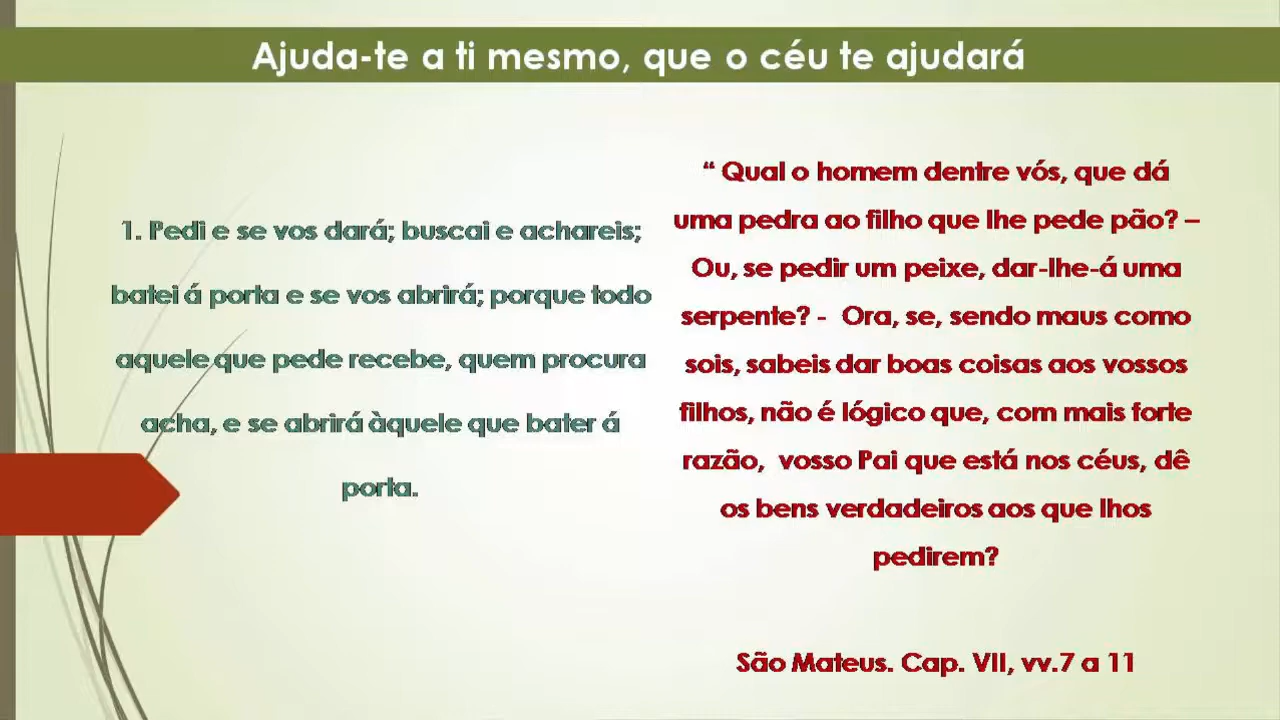 Ajuda-te a ti mesmo, que o céu te ajudará
1. Pedi e se vos dará; buscai e achareis;
batei á porta e se vos abrirá; porque todo
aquele que pede recebe, quem procura
acha, e se abrirá àquele que bater á
porta.
“ Qual o homem dentre vós, que dá
uma pedra ao filho que lhe pede pão? –
Ou, se pedir um peixe, dar-lhe-á uma
serpente? - Ora, se, sendo maus como
sois, sabeis dar boas coisas aos vossos
filhos, não é lógico que, com mais forte
razão, vosso Pai que está nos céus, dê
os bens verdadeiros aos que lhos
pedirem?
São Mateus. Cap. VII, vv.7 a 11